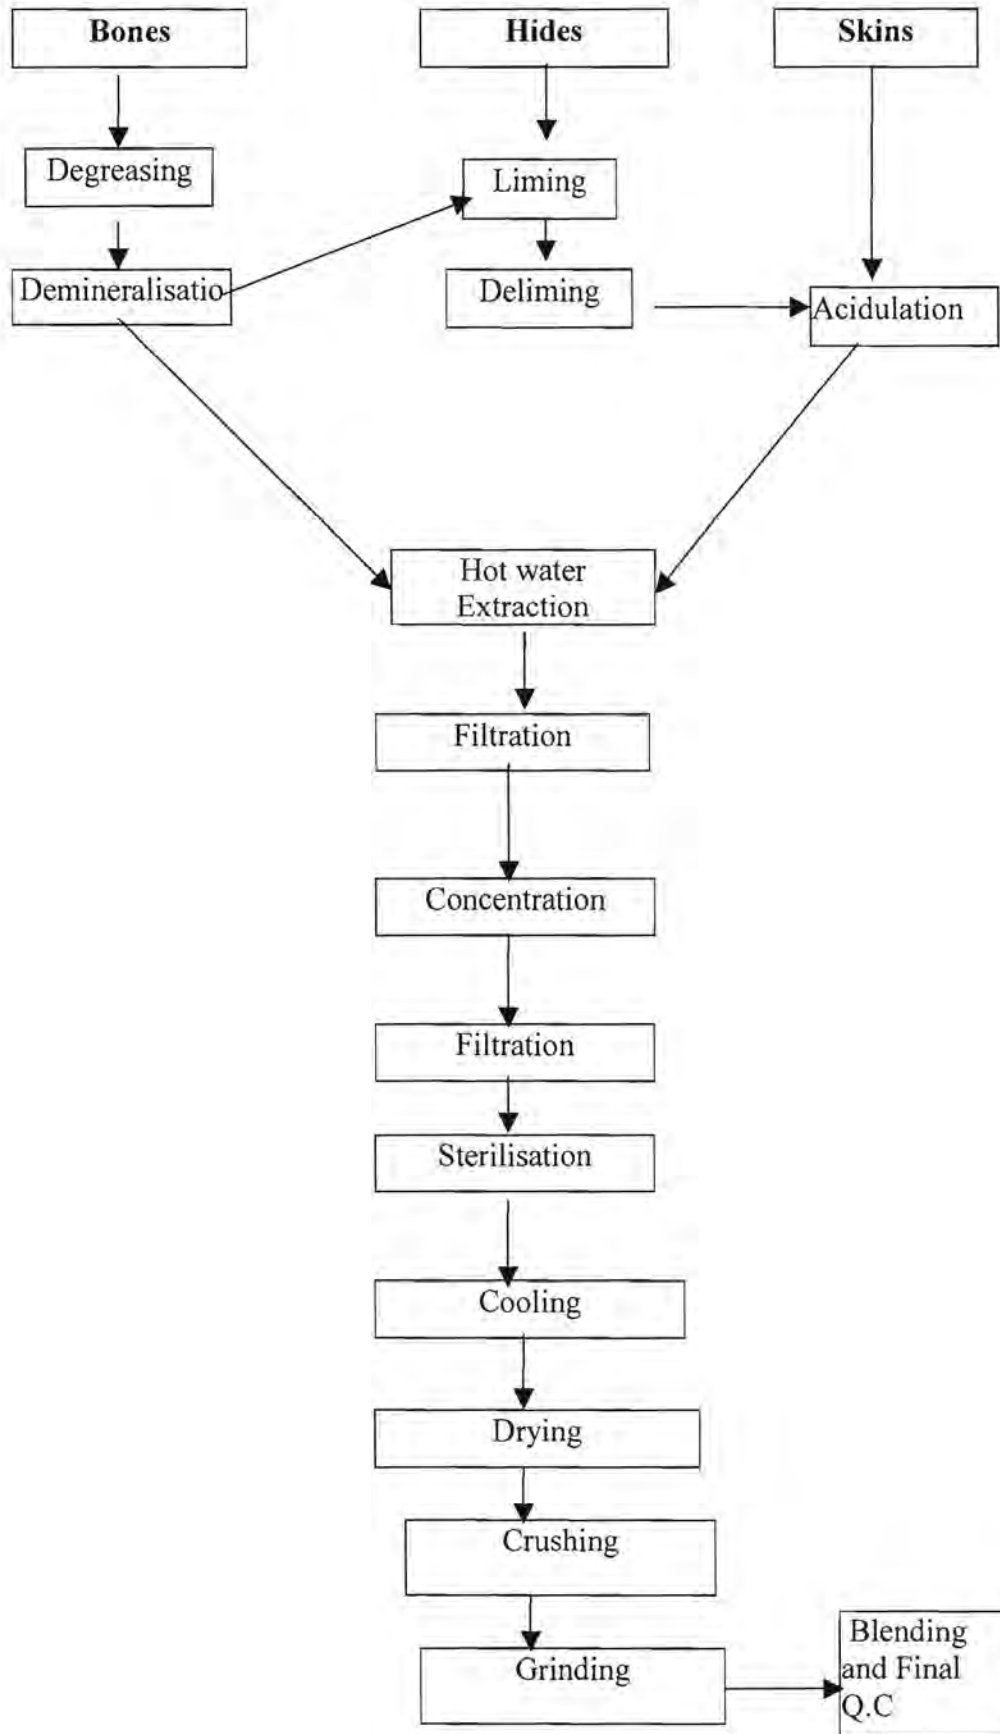 Bones
Hides
Skins
Degreasing
Liming
Demineralisatio
Deliming
Acidulation
Hot water
Extraction
Filtration
Concentration
Filtration
Sterilisation
Cooling
Drying
Crushing
Grinding
Blending
and Final
Q.C